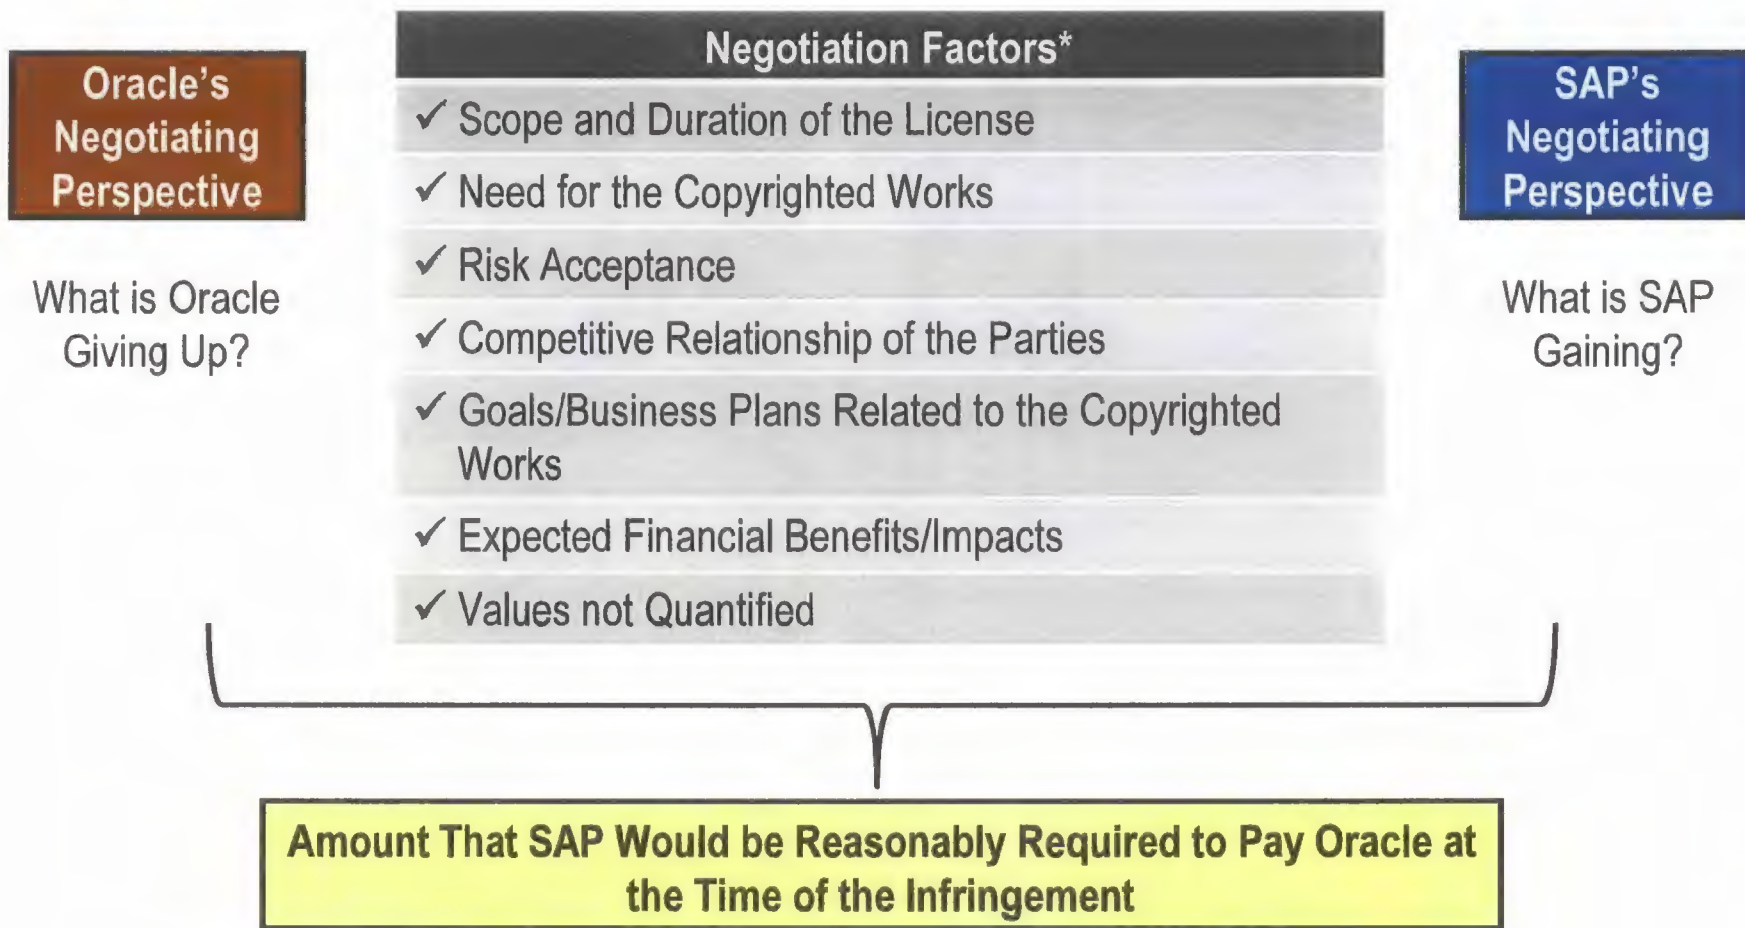 Oracle's
Negotiating
Perspective
What is Oracle
Giving Up?
Negotiation Factors*
✓ Scope and Duration of the License
✓ Need for the Copyrighted Works
✓ Risk Acceptance
✓ Competitive Relationship of the Parties
✓ Goals/Business Plans Related to the Copyrighted
Works
✓ Expected Financial Benefits/Impacts
✓ Values not Quantified
SAP's
Negotiating
Perspective
What is SAP
Gaining?
Amount That SAP Would be Reasonably Required to Pay Oracle at
the Time of the Infringement